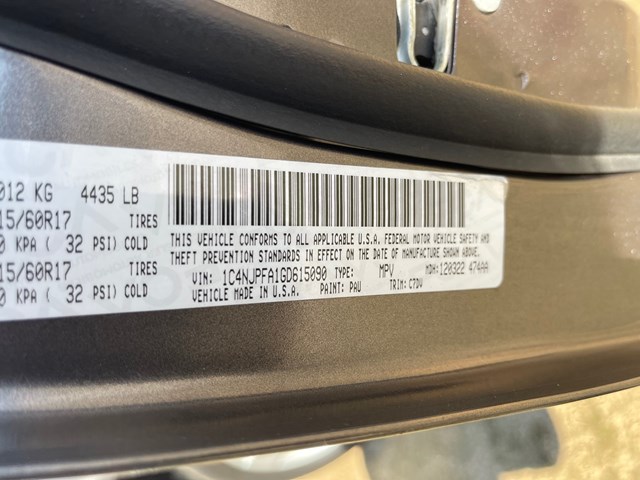 012 KG 4435 LB
15/60R17 TIRES
0 KPA ( 32 PSI) COLD
15/60R17 TIRES
0 KPA ( 32 PSI) COLD
THIS VEHICLE CONFORMS TO ALL APPLICABLE U.S.A. FEDERAL MOTOR VEHICLE SAFETY AND
THEFT PREVENTION STANDARDS IN EFFECT ON THE DATE OF MANUFACTURE SHOWN ABOVE.
VIN: 1C4NJPFA1GD615090 TYPE: MPV MDH: 120322 474AA
VEHICLE MADE IN U.S.A. PAINT: PAU TRIM: C7DV